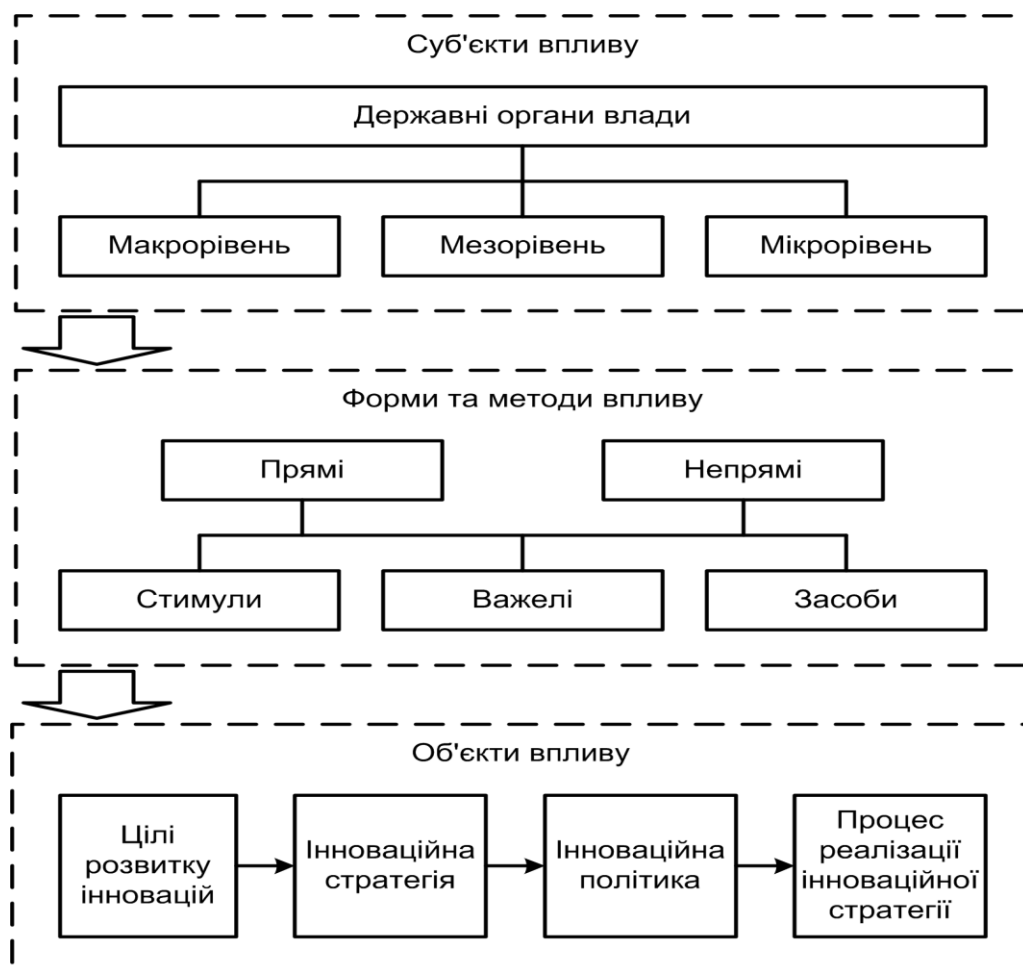 Суб'єкти впливу
Державні органи влади
Макрорівень
Мезорівень
Мікрорівень
Форми та методи впливу
Прямі
Непрямі
Стимули
Важелі
Засоби
Об'єкти впливу
Цілі
розвитку
інновацій
Інноваційна
стратегія
Інноваційна
політика
Процес
реалізації
інноваційної
стратегії